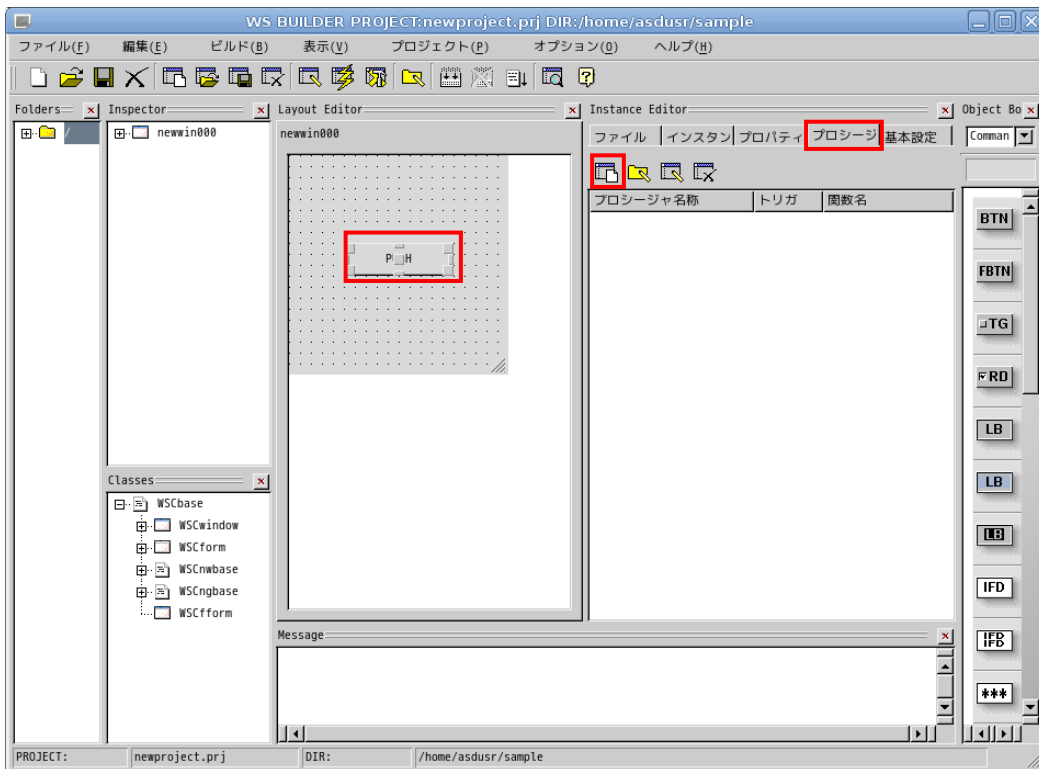 WS BUILDER PROJECT:newproject.prj DIR:/home/asdusr/sample
ファイル(F) 編集(E) ビルド(B) 表示(V) プロジェクト(P) オプション(O) ヘルプ(H)
Folders
/
Inspector
newwin000
Classes
WSCbase
WSCwindow
WSCform
WSCnwbase
WSCngbase
WSCfform
Layout Editor
newwin000
Instance Editor
ファイル インスタン プロパティ プロシージ 基本設定
プロシージャ名称 トリガ 関数名
Object Bo
Comman
BTN
FBTN
TG
RD
LB
LB
LB
IFD
IFD
IFD
***
Message
PROJECT: newproject.prj DIR: /home/asdusr/sample